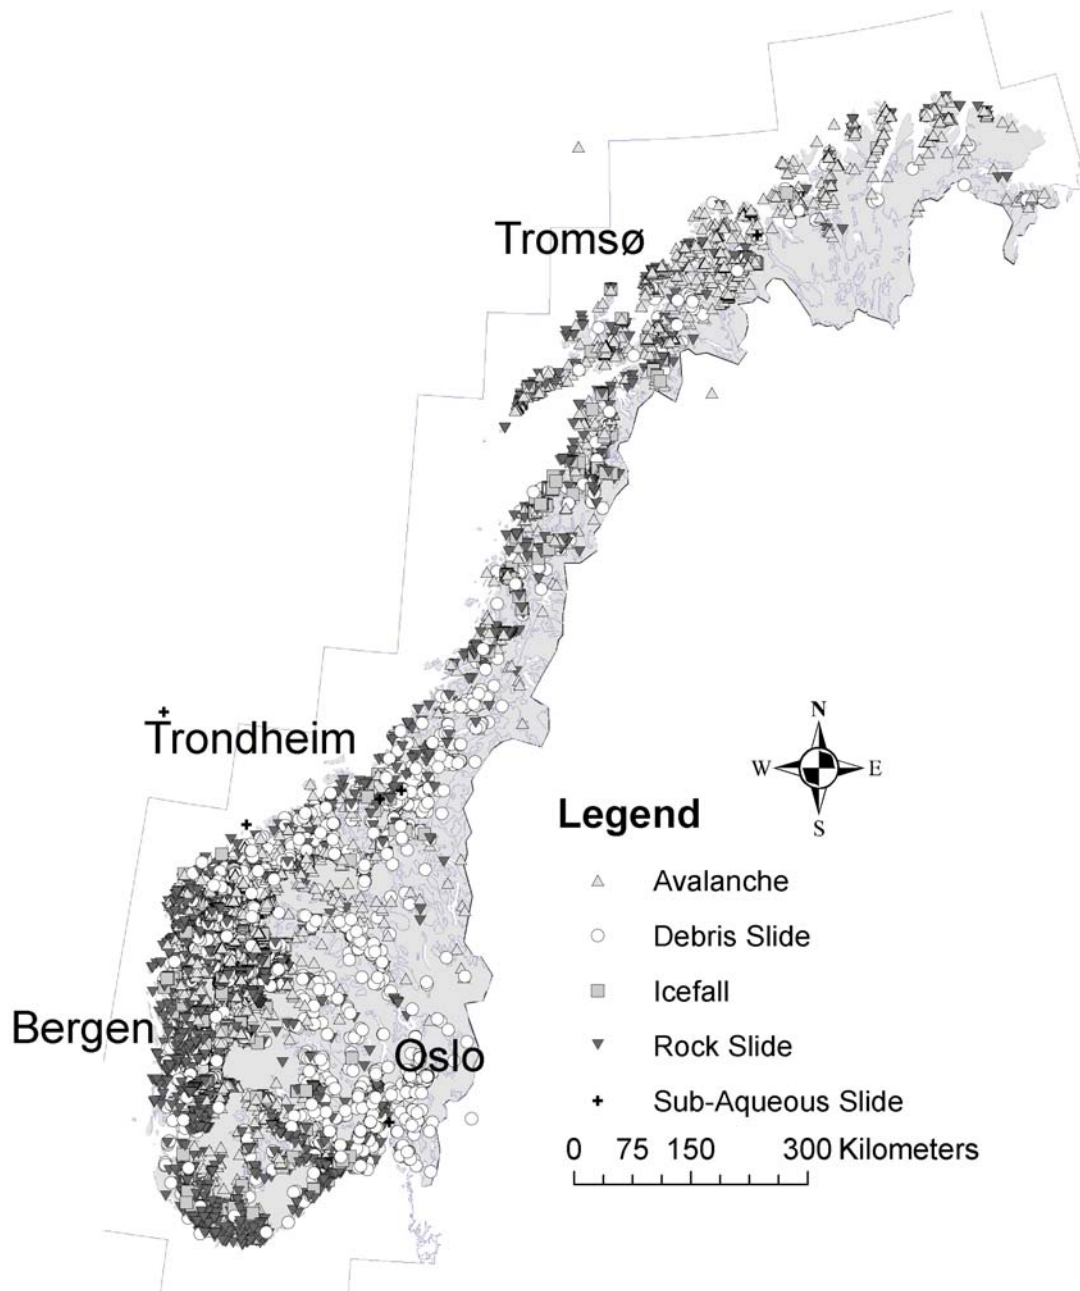 Tromsø
Trondheim
N
W E
S
Legend
Avalanche
Debris Slide
Icefall
Rock Slide
Sub-Aqueous Slide
Bergen
Oslo
0 75 150 300 Kilometers